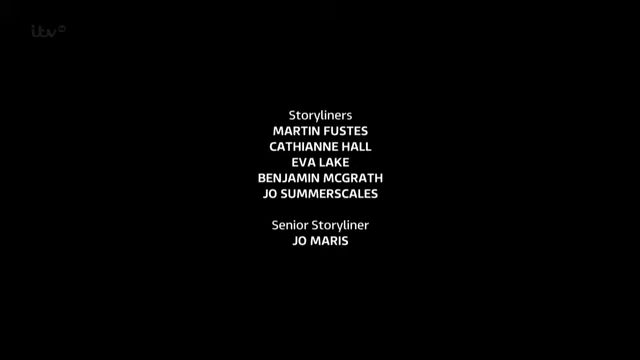 itv
Storyliners
MARTIN FUSTES
CATHIANNE HALL
EVA LAKE
BENJAMIN MCGRATH
JO SUMMERSCALES
Senior Storyliner
JO MARIS